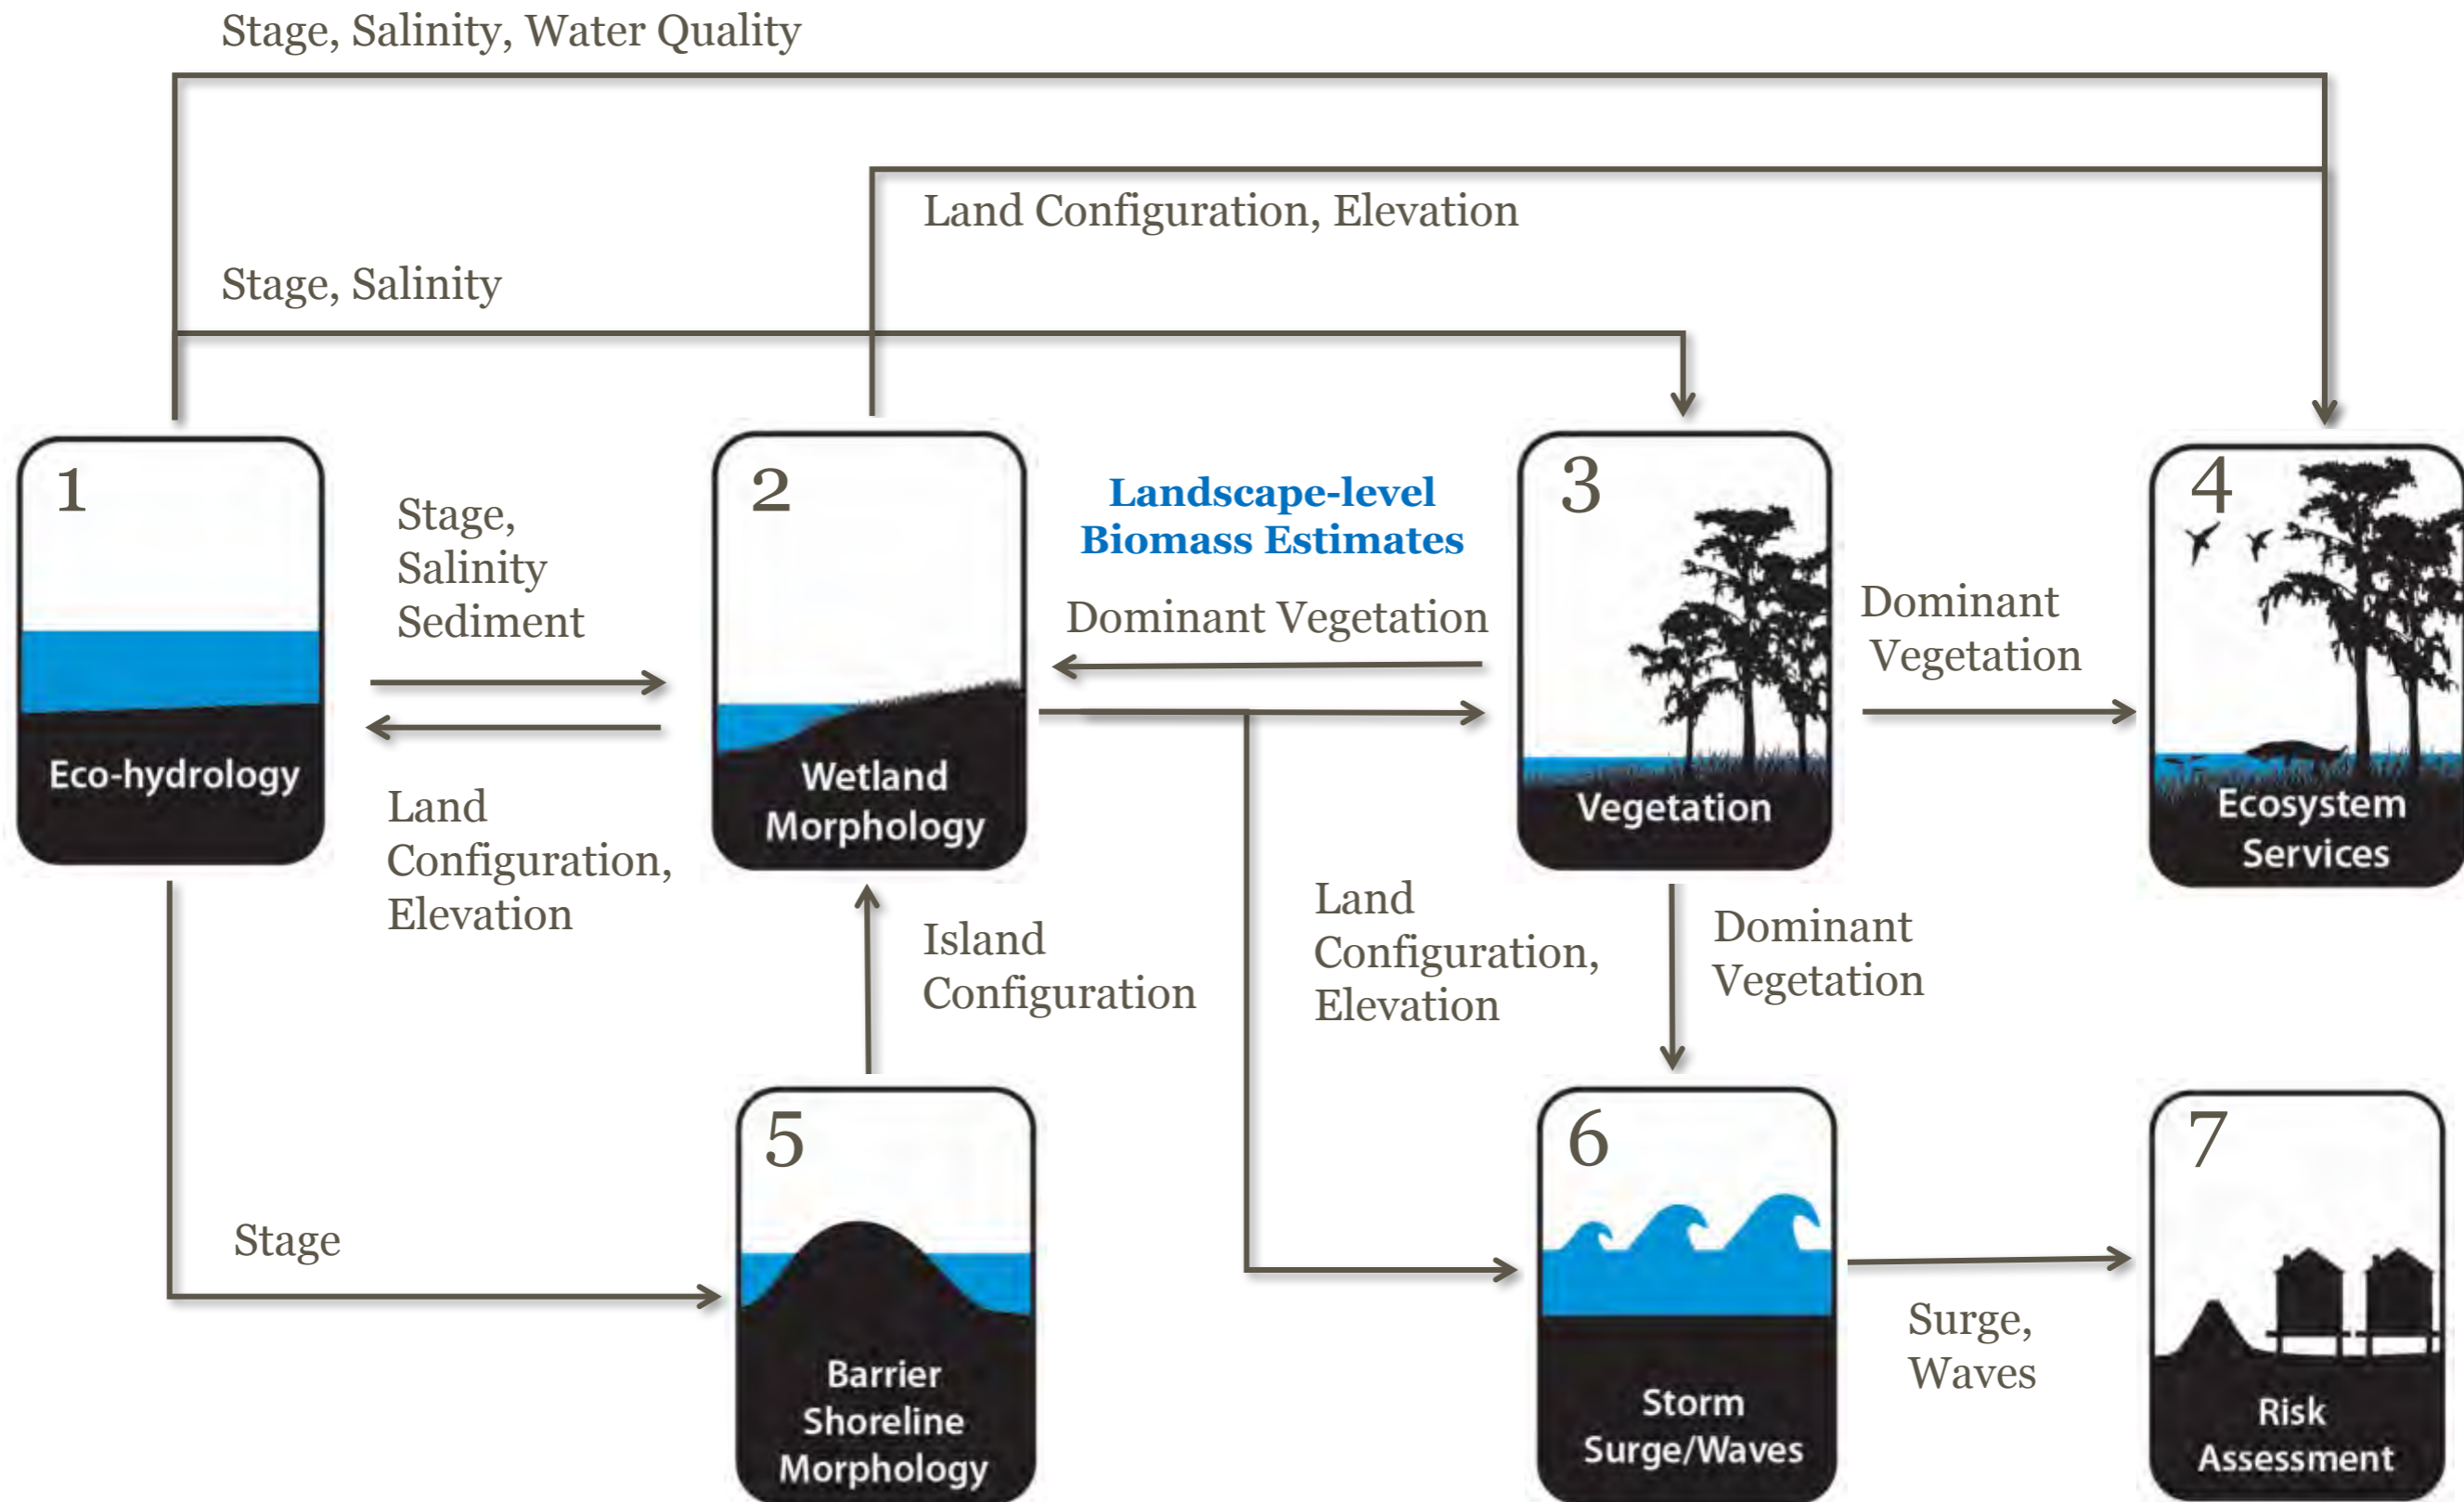 Stage, Salinity, Water Quality
Land Configuration, Elevation
Stage, Salinity
1
Eco-hydrology
Stage,
Salinity
Sediment
Land
Configuration,
Elevation
2
Wetland
Morphology
Landscape-level
Biomass Estimates
Dominant Vegetation
3
Vegetation
Dominant
Vegetation
4
Ecosystem
Services
Island
Configuration
Land
Configuration,
Elevation
Dominant
Vegetation
Stage
5
Barrier
Shoreline
Morphology
6
Storm
Surge/Waves
Surge,
Waves
7
Risk
Assessment